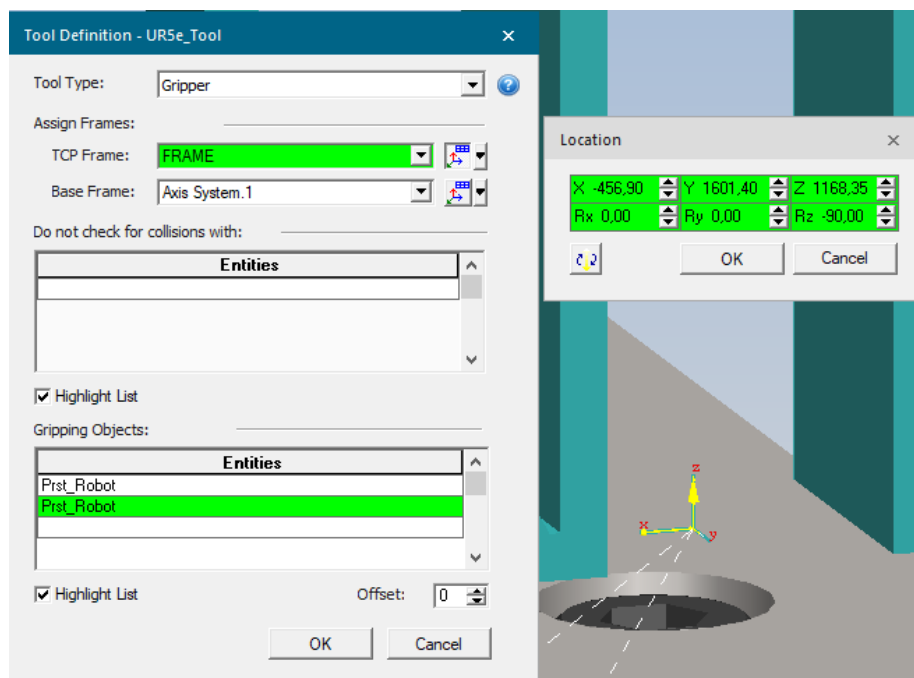 Tool Definition - UR5e_Tool
Tool Type: Gripper
Assign Frames:
TCP Frame: FRAME
Base Frame: Axis System.1
Do not check for collisions with:
Entities
Highlight List
Gripping Objects:
Entities
Prst_Robot
Prst_Robot
Highlight List Offset: 0
OK Cancel
Location
X -456,90 Y 1601,40 Z 1168,35
Rx 0,00 Ry 0,00 Rz -90,00
OK Cancel
z
x
y